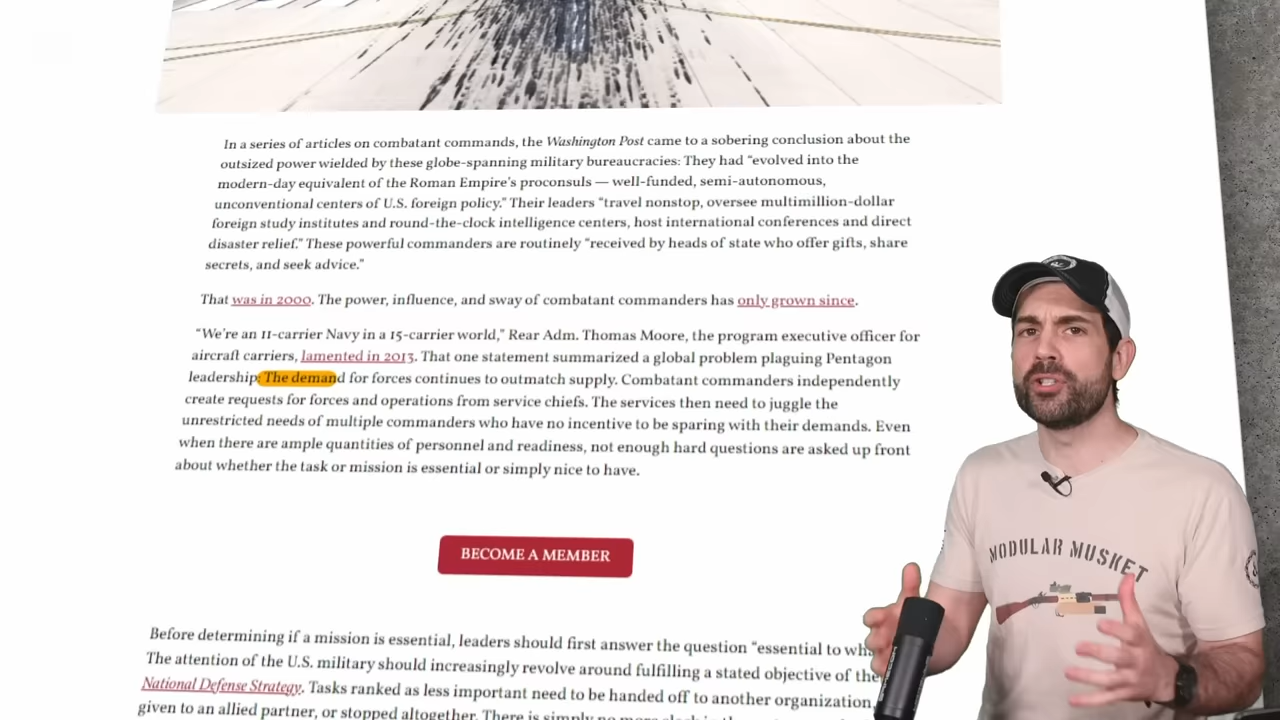 In a series of articles on combatant commands, the Washington Post came to a sobering conclusion about the
outsized power wielded by these globe-spanning military bureaucracies: They had “evolved into the
modern-day equivalent of the Roman Empire’s proconsuls — well-funded, semi-autonomous,
unconventional centers of U.S. foreign policy.” Their leaders “travel nonstop, oversee multimillion-dollar
foreign study institutes and round-the-clock intelligence centers, host international conferences and direct
disaster relief.” These powerful commanders are routinely “received by heads of state who offer gifts, share
secrets, and seek advice.”
That was in 2000. The power, influence, and sway of combatant commanders has only grown since.
“We’re an 11-carrier Navy in a 15-carrier world,” Rear Adm. Thomas Moore, the program executive officer for
aircraft carriers, lamented in 2013. That one statement summarized a global problem plaguing Pentagon
leadership: The demand for forces continues to outmatch supply. Combatant commanders independently
create requests for forces and operations from service chiefs. The services then need to juggle the
unrestricted needs of multiple commanders who have no incentive to be sparing with their demands. Even
when there are ample quantities of personnel and readiness, not enough hard questions are asked up front
about whether the task or mission is essential or simply nice to have.
BECOME A MEMBER
Before determining if a mission is essential, leaders should first answer the question “essential to
The attention of the U.S. military should increasingly revolve around fulfilling a stated objective of the
National Defense Strategy. Tasks ranked as less important need to be handed off to another organization,
given to an allied partner, or stopped altogether. There is simply no more
MODULAR MUSKET